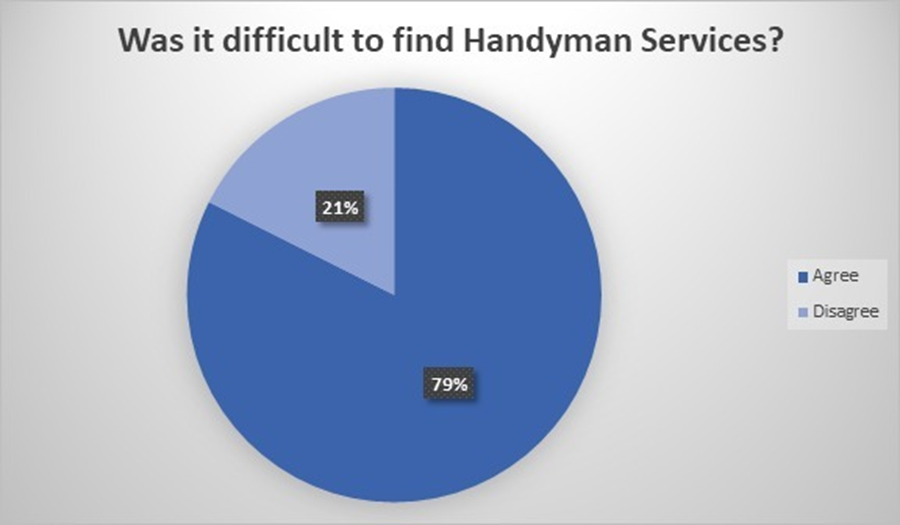 Was it difficult to find Handyman Services?
21%
Agree
Disagree
79%